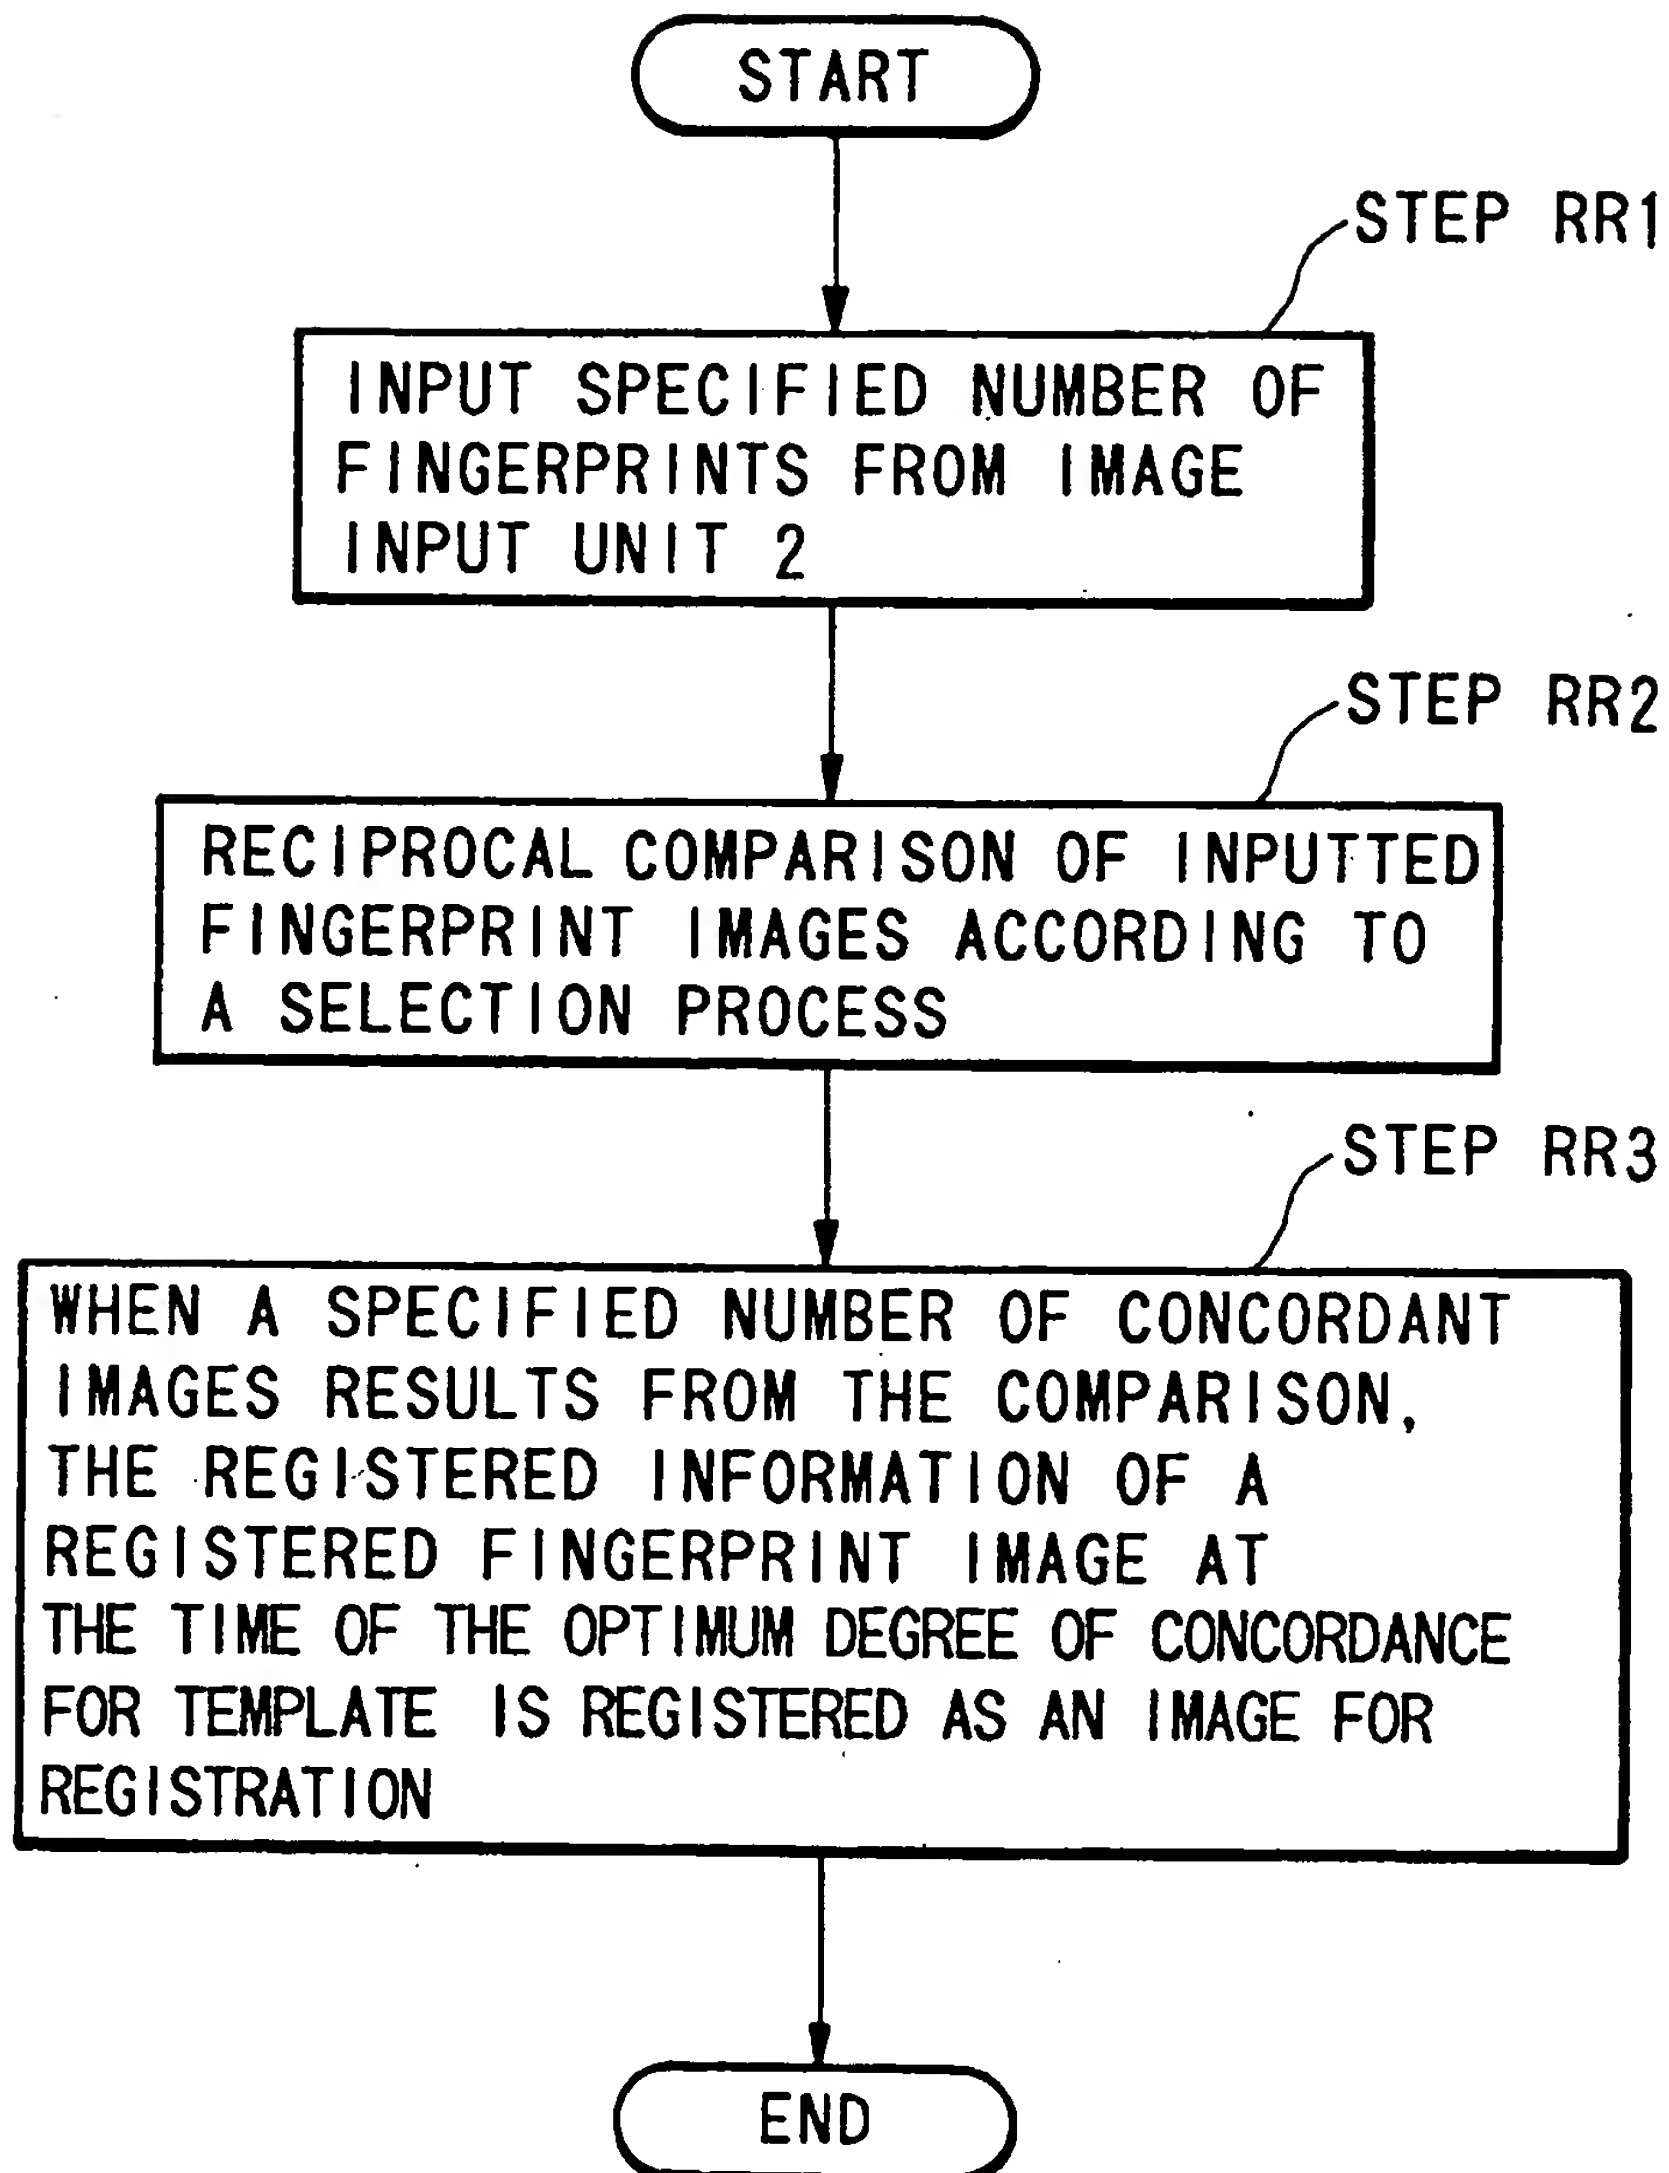 START
STEP RR1
INPUT SPECIFIED NUMBER OF
FINGERPRINTS FROM IMAGE
INPUT UNIT 2
STEP RR2
RECIPROCAL COMPARISON OF INPUTTED
FINGERPRINT IMAGES ACCORDING TO
A SELECTION PROCESS
STEP RR3
WHEN A SPECIFIED NUMBER OF CONCORDANT
IMAGES RESULTS FROM THE COMPARISON,
THE REGISTERED INFORMATION OF A
REGISTERED FINGERPRINT IMAGE AT
THE TIME OF THE OPTIMUM DEGREE OF CONCORDANCE
FOR TEMPLATE IS REGISTERED AS AN IMAGE FOR
REGISTRATION
END